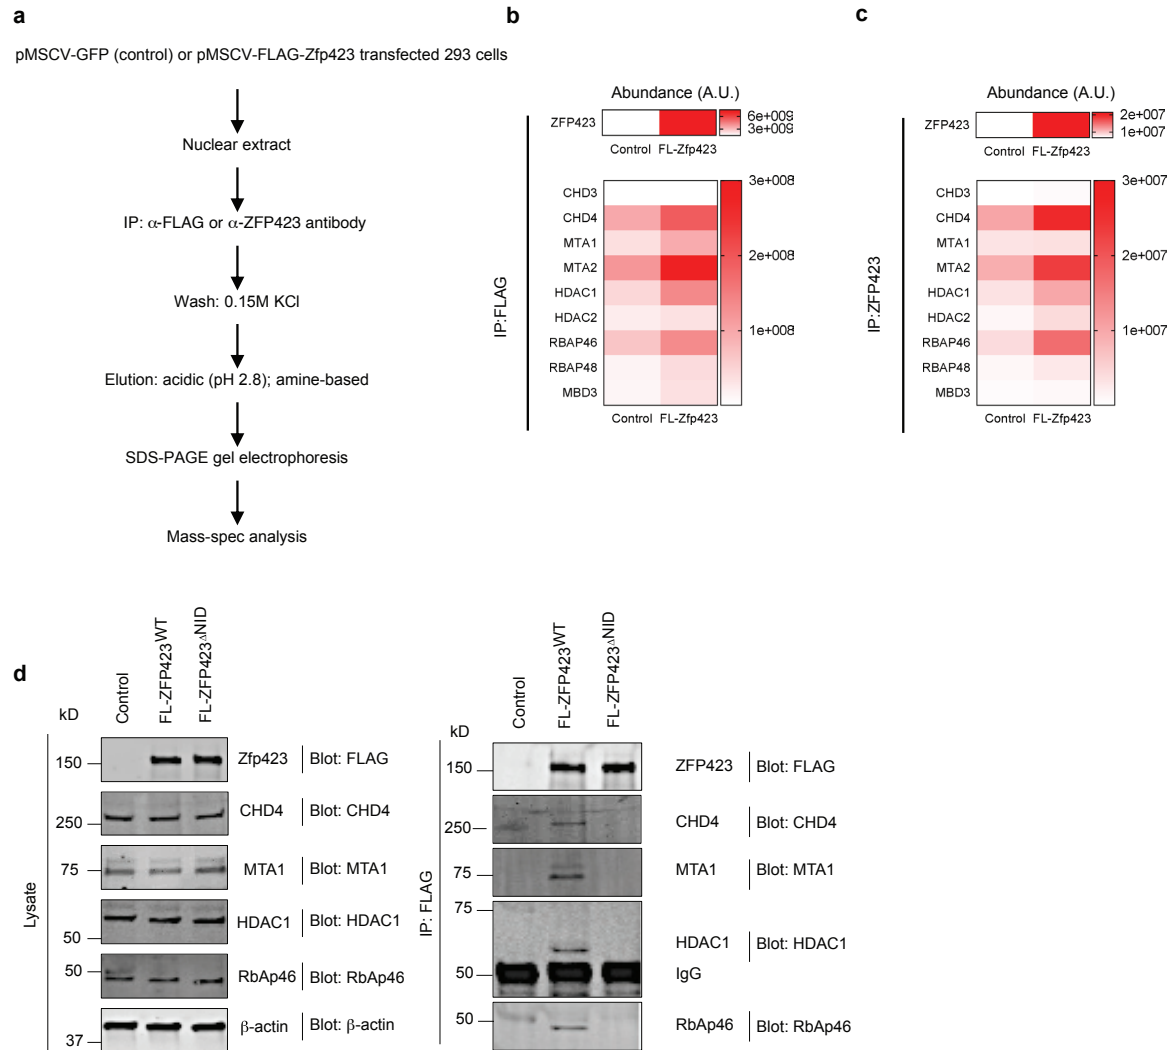 a
pMSCV-GFP (control) or pMSCV-FLAG-Zfp423 transfected 293 cells
Nuclear extract
IP: α-FLAG or α-ZFP423 antibody
Wash: 0.15M KCl
Elution: acidic (pH 2.8); amine-based
SDS-PAGE gel electrophoresis
Mass-spec analysis
b
Abundance (A.U.)
ZFP423
6e+009
3e+009
Control FL-Zfp423
IP:FLAG
CHD3
CHD4
MTA1
MTA2
HDAC1
HDAC2
RBAP46
RBAP48
MBD3
3e+008
2e+008
1e+008
Control FL-Zfp423
c
Abundance (A.U.)
ZFP423
2e+007
1e+007
Control FL-Zfp423
IP:ZFP423
CHD3
CHD4
MTA1
MTA2
HDAC1
HDAC2
RBAP46
RBAP48
MBD3
3e+007
2e+007
1e+007
Control FL-Zfp423
d
kD
Control
FL-ZFP423WT
FL-ZFP423ΔNID
Lysate
150 Zfp423 Blot: FLAG
250 CHD4 Blot: CHD4
75 MTA1 Blot: MTA1
50 HDAC1 Blot: HDAC1
50 RbAp46 Blot: RbAp46
37 β-actin Blot: β-actin
kD
Control
FL-ZFP423WT
FL-ZFP423ΔNID
IP: FLAG
150 ZFP423 Blot: FLAG
250 CHD4 Blot: CHD4
75 MTA1 Blot: MTA1
75
HDAC1 Blot: HDAC1
50 IgG
50 RbAp46 Blot: RbAp46